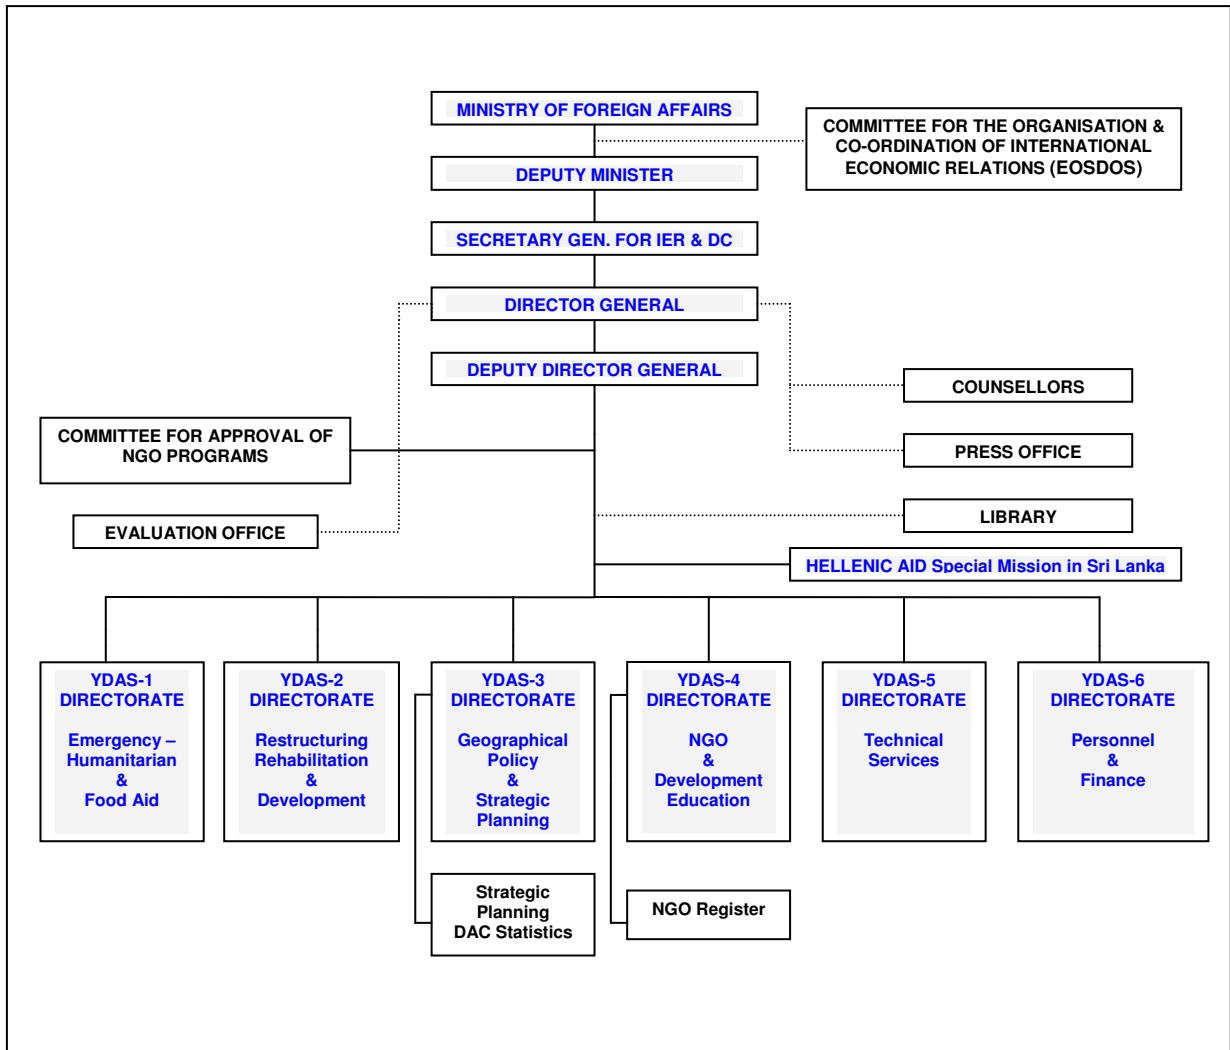 MINISTRY OF FOREIGN AFFAIRS
COMMITTEE FOR THE ORGANISATION &
CO-ORDINATION OF INTERNATIONAL
ECONOMIC RELATIONS (EOSDOS)
DEPUTY MINISTER
SECRETARY GEN. FOR IER & DC
DIRECTOR GENERAL
DEPUTY DIRECTOR GENERAL
COUNSELLORS
COMMITTEE FOR APPROVAL OF
NGO PROGRAMS
PRESS OFFICE
EVALUATION OFFICE
LIBRARY
HELLENIC AID Special Mission in Sri Lanka
YDAS-1
DIRECTORATE
Emergency –
Humanitarian
&
Food Aid
YDAS-2
DIRECTORATE
Restructuring
Rehabilitation
&
Development
YDAS-3
DIRECTORATE
Geographical
Policy
&
Strategic
Planning
YDAS-4
DIRECTORATE
NGO
&
Development
Education
YDAS-5
DIRECTORATE
Technical
Services
YDAS-6
DIRECTORATE
Personnel
&
Finance
Strategic
Planning
DAC Statistics
NGO Register